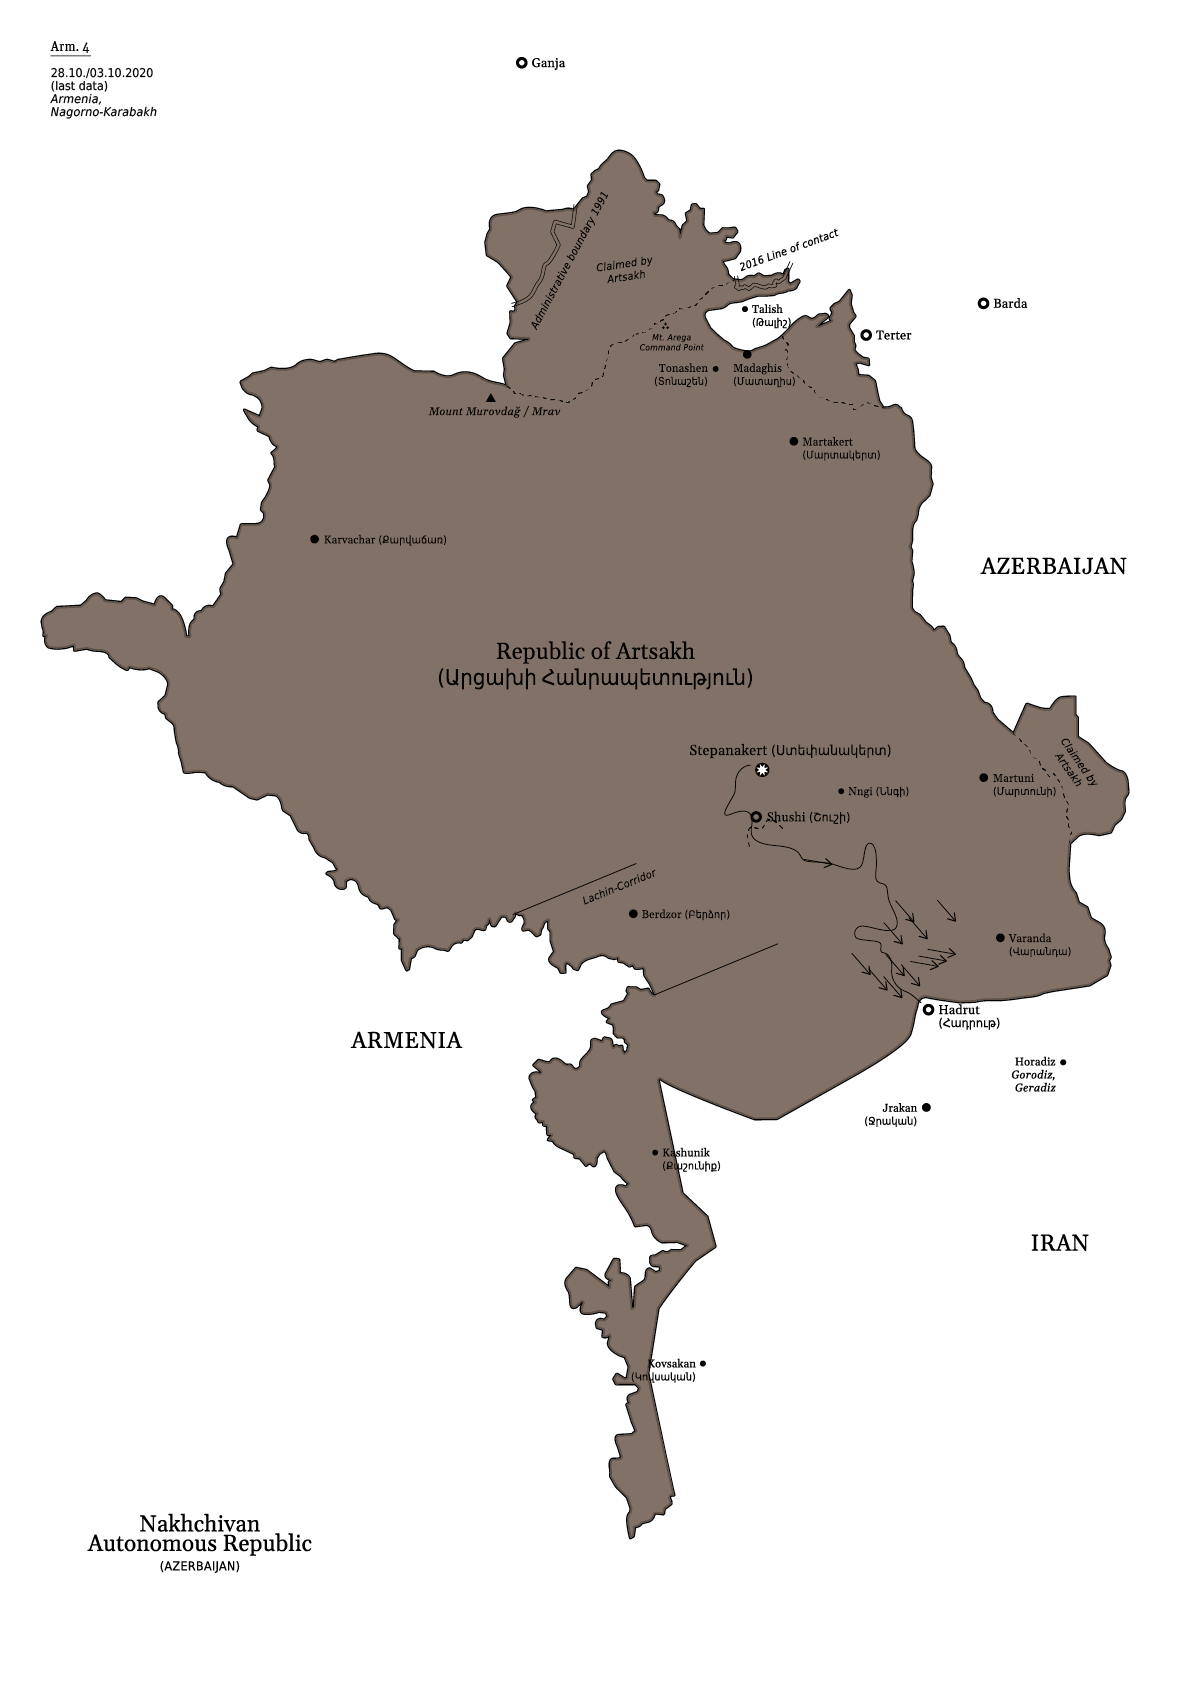 Arm. 4
28.10./03.10.2020
(last data)
Armenia,
Nagorno-Karabakh
Ganja
Administrative boundary 1991
Claimed by
Artsakh
2016 Line of contact
Talish
(Թալիշ)
Barda
Terter
Mt. Arega
Command Point
Tonashen
(Տոնաշեն)
Madaghis
(Մատաղիս)
Mount Murovdağ / Mrav
Martakert
(Մարտակերտ)
Karvachar (Քարվաճառ)
AZERBAIJAN
Republic of Artsakh
(Արցախի Հանրապետություն)
Stepanakert (Ստեփանակերտ)
Claimed by
Artsakh
Martuni
(Մարտունի)
Nngi (Ննգի)
Shushi (Շուշի)
Lachin-Corridor
Berdzor (Բերձոր)
Varanda
(Վարանդա)
Hadrut
(Հադրութ)
ARMENIA
Horadiz
Gorodiz,
Geradiz
Jrakan
(Ջրական)
Kashunik
(Քաշունիք)
IRAN
Kovsakan
(Կովսական)
Nakhchivan
Autonomous Republic
(AZERBAIJAN)